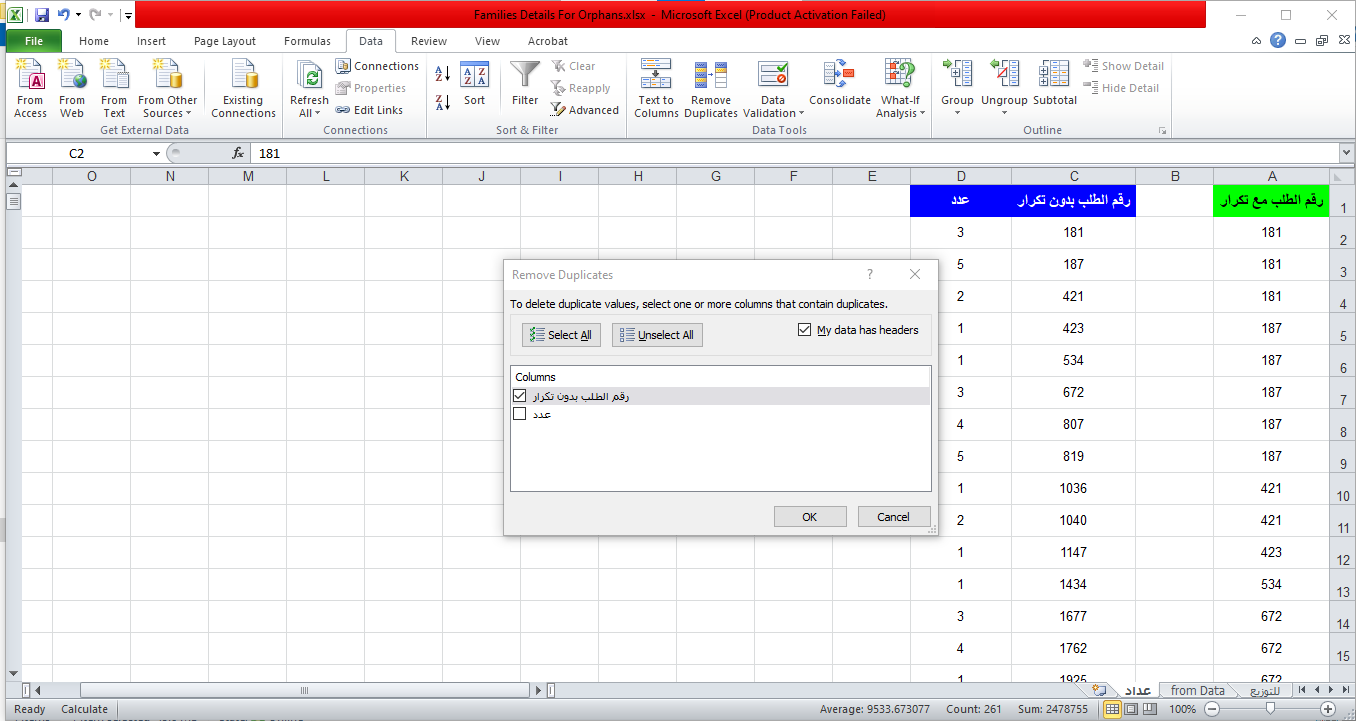 Families Details For Orphans.xlsx - Microsoft Excel (Product Activation Failed)
File Home Insert Page Layout Formulas Data Review View Acrobat
From Access
From Web
From Text
From Other Sources
Existing Connections
Get External Data
Refresh All
Connections
Properties
Edit Links
Connections
Sort
Filter
Clear
Reapply
Advanced
Sort & Filter
Text to Columns
Remove Duplicates
Data Validation
Consolidate
What-If Analysis
Data Tools
Group
Ungroup
Subtotal
Show Detail
Hide Detail
Outline
C2 fx 181
O N M L K J I H G F E D C B A
عدد رقم الطلب بدون تكرار رقم الطلب مع تكرار 1
3 181 181 2
5 187 181 3
2 421 181 4
1 423 187 5
1 534 187 6
3 672 187 7
4 807 187 8
5 819 187 9
1 1036 421 10
2 1040 421 11
1 1147 423 12
1 1434 534 13
3 1677 672 14
4 1762 672 15
1 1925 672
Remove Duplicates
To delete duplicate values, select one or more columns that contain duplicates.
Select All Unselect All My data has headers
Columns
رقم الطلب بدون تكرار
عدد
OK Cancel
عداد from Data للتوزيع
Ready Calculate Average: 9533.673077 Count: 261 Sum: 2478755 100%